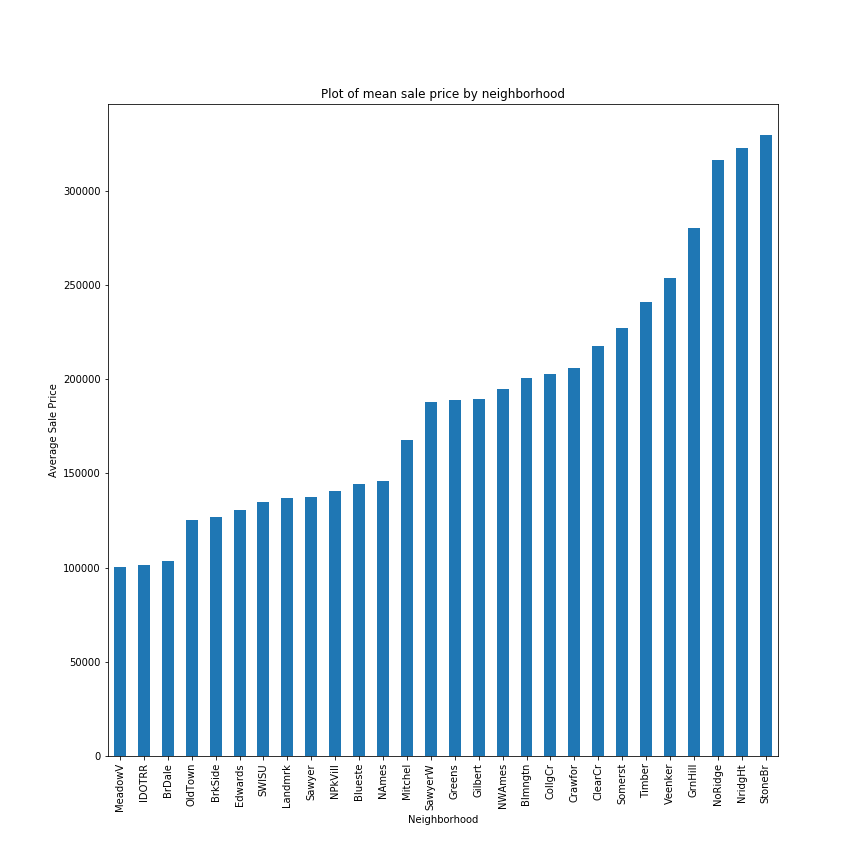 Plot of mean sale price by neighborhood
Average Sale Price
300000
250000
200000
150000
100000
50000
0
MeadowV
IDOTRR
BrDale
OldTown
BrkSide
Edwards
SWISU
Landmrk
Sawyer
NPkVill
Blueste
NAmes
Mitchel
SawyerW
Greens
Gilbert
NWAmes
Blmngtn
CollgCr
Crawfor
ClearCr
Somerst
Timber
Veenker
GrnHill
NoRidge
NridgHt
StoneBr
Neighborhood